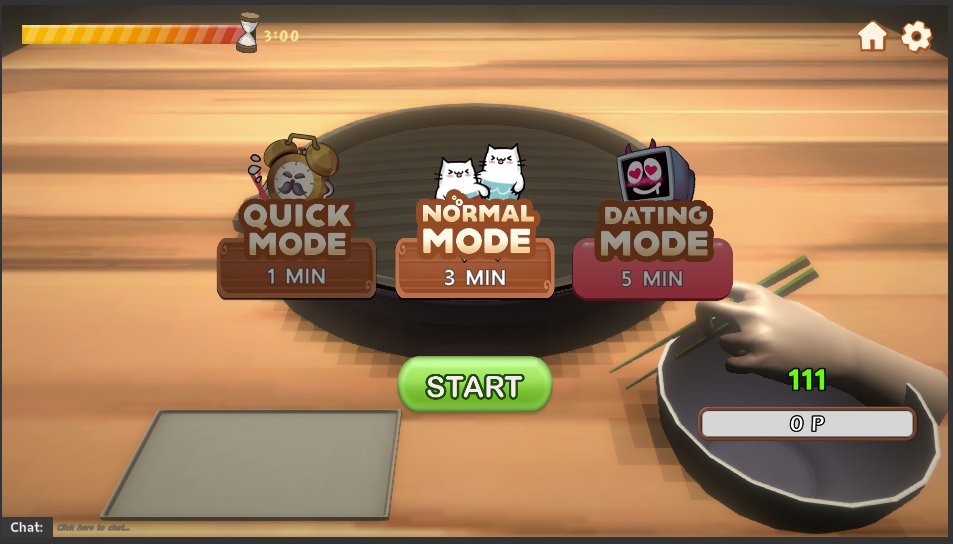 3:00
QUICK
MODE
1 MIN
NORMAL
MODE
3 MIN
DATING
MODE
5 MIN
START
111
0 P
Chat: Click here to chat...